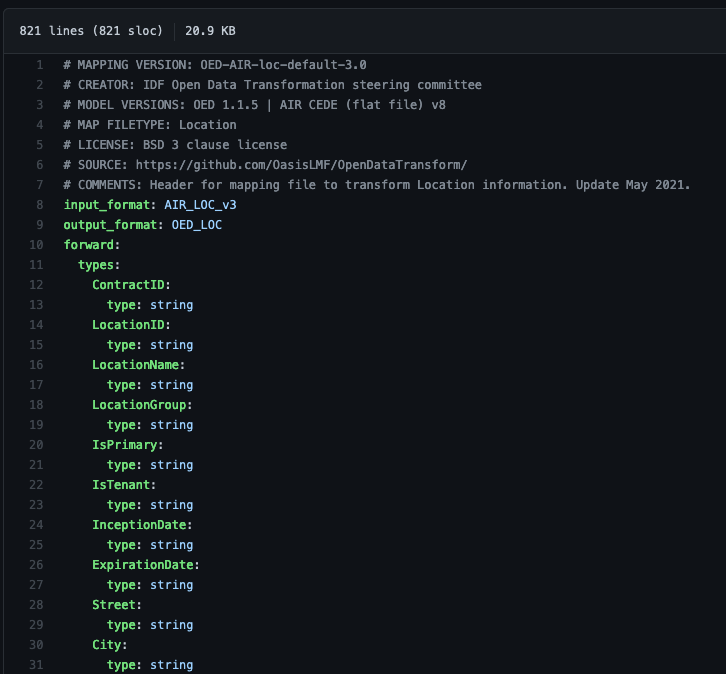 821 lines (821 sloc) 20.9 KB
1 # MAPPING VERSION: OED-AIR-loc-default-3.0
2 # CREATOR: IDF Open Data Transformation steering committee
3 # MODEL VERSIONS: OED 1.1.5 | AIR CEDE (flat file) v8
4 # MAP FILETYPE: Location
5 # LICENSE: BSD 3 clause license
6 # SOURCE: https://github.com/OasisLMF/OpenDataTransform/
7 # COMMENTS: Header for mapping file to transform Location information. Update May 2021.
8 input_format: AIR_LOC_v3
9 output_format: OED_LOC
10 forward:
11   types:
12     ContractID:
13       type: string
14     LocationID:
15       type: string
16     LocationName:
17       type: string
18     LocationGroup:
19       type: string
20     IsPrimary:
21       type: string
22     IsTenant:
23       type: string
24     InceptionDate:
25       type: string
26     ExpirationDate:
27       type: string
28     Street:
29       type: string
30     City:
31       type: string